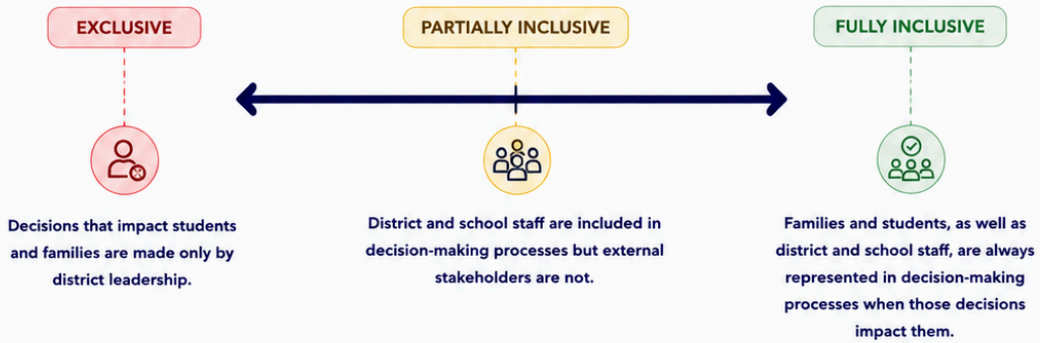 EXCLUSIVE
PARTIALLY INCLUSIVE
FULLY INCLUSIVE
Decisions that impact students
and families are made only by
district leadership.
District and school staff are included in
decision-making processes but external
stakeholders are not.
Families and students, as well as
district and school staff, are always
represented in decision-making
processes when those decisions
impact them.